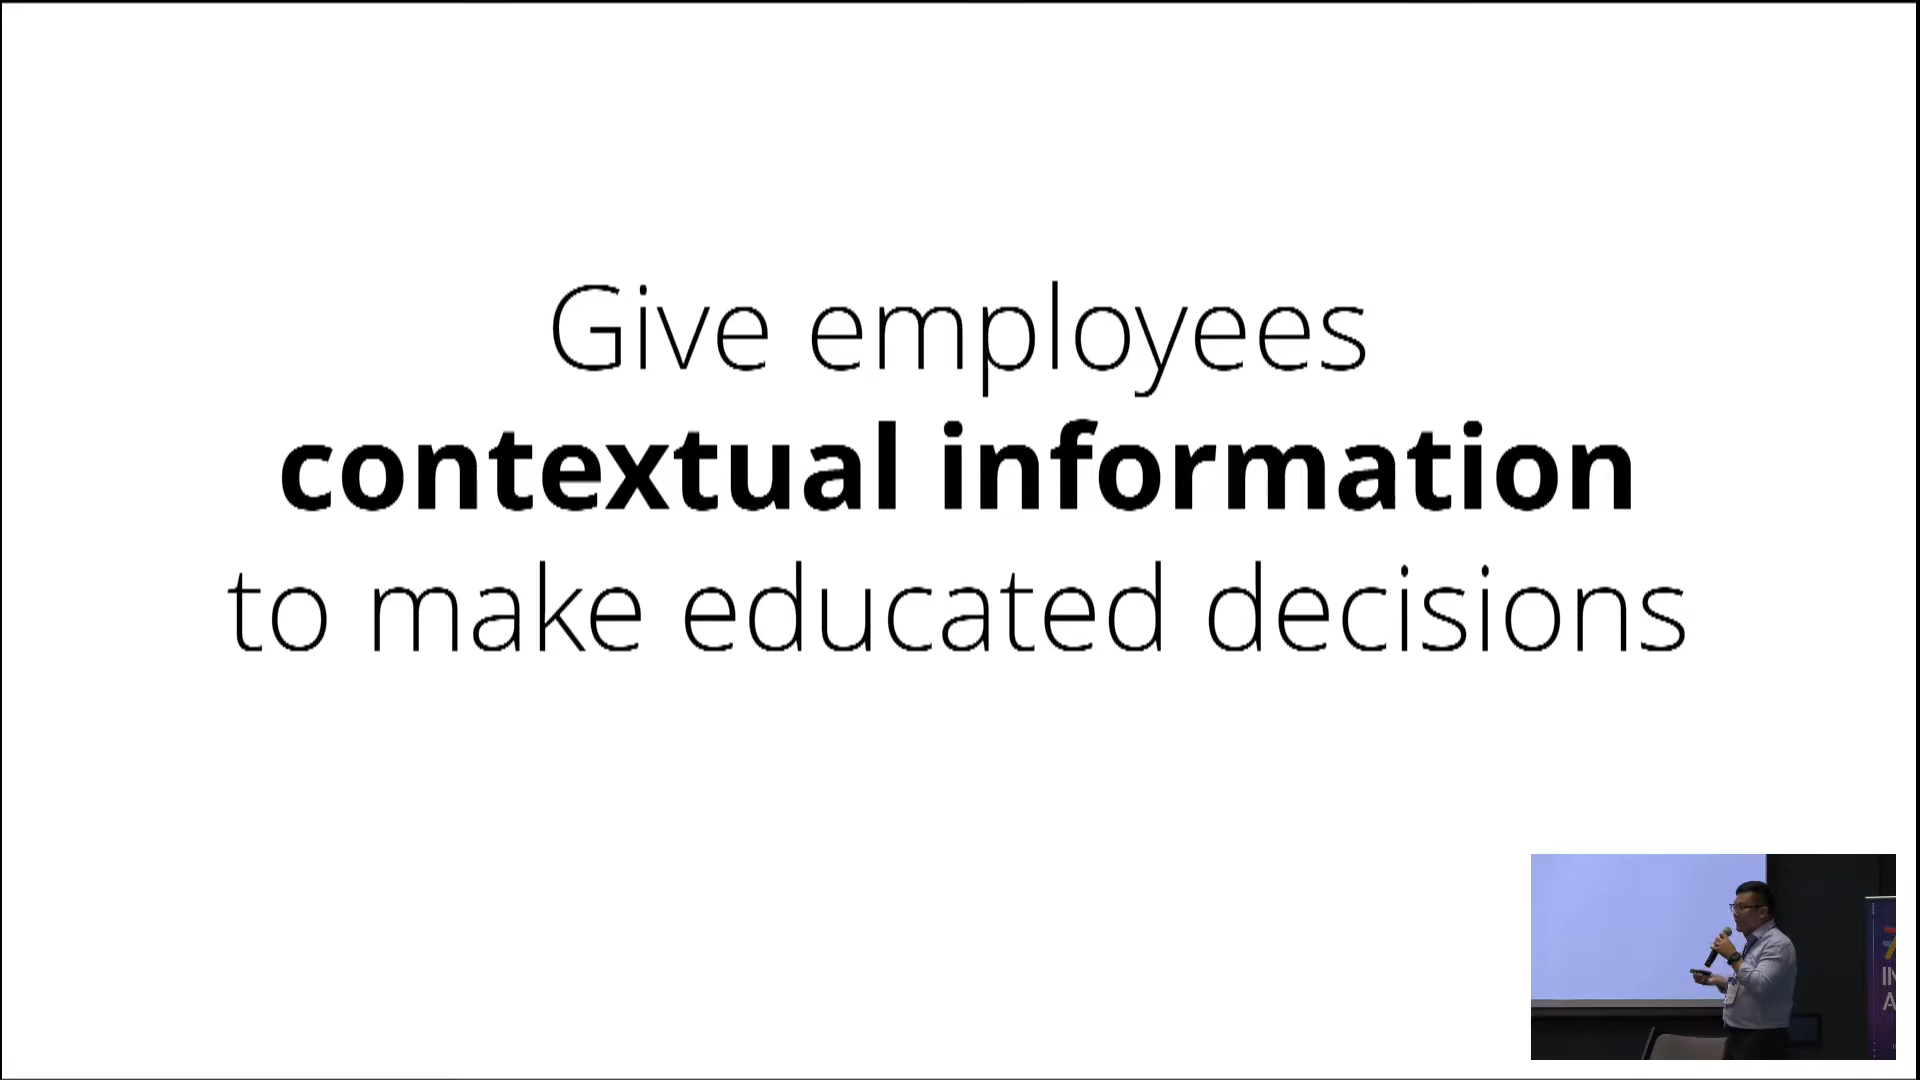 Give employees
contextual information
to make educated decisions